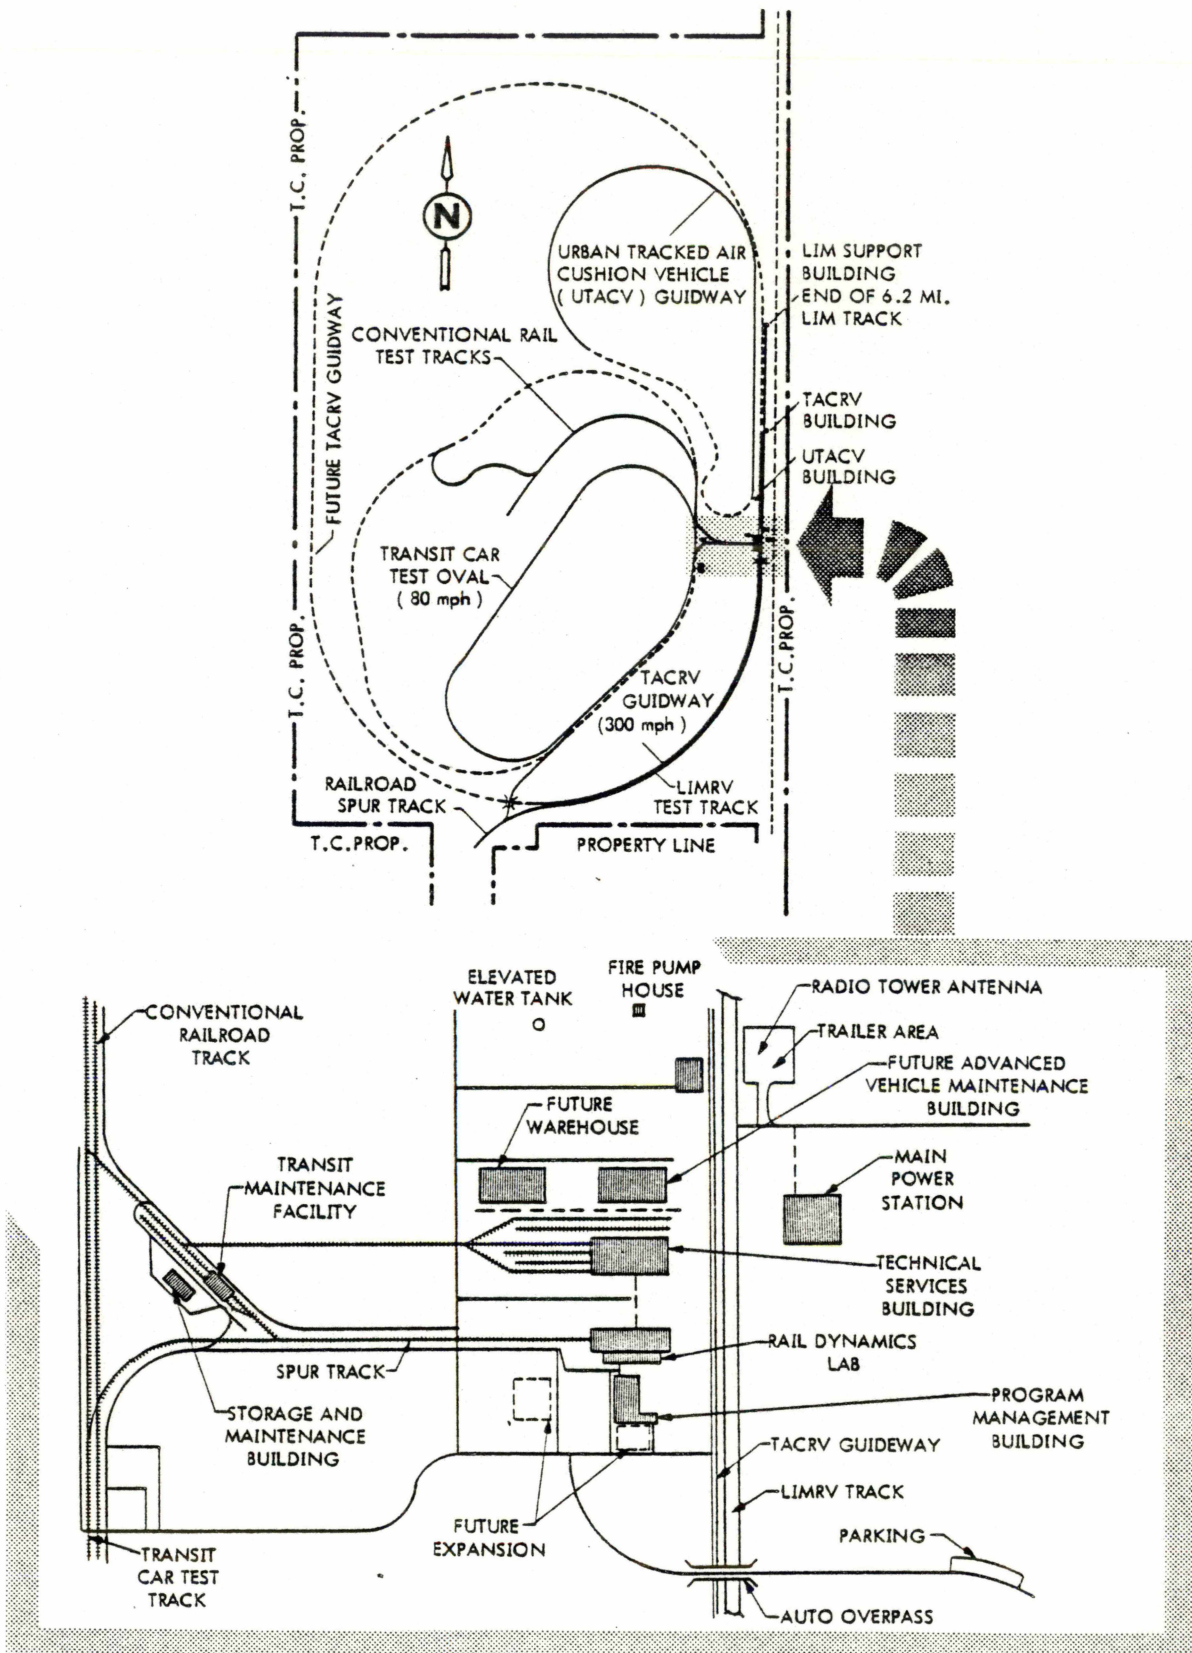 T.C. PROP.
N
URBAN TRACKED AIR
CUSHION VEHICLE
( UTACV ) GUIDWAY
LIM SUPPORT
BUILDING
END OF 6.2 MI.
LIM TRACK
FUTURE TACRV GUIDWAY
CONVENTIONAL RAIL
TEST TRACKS
TACRV
BUILDING
UTACV
BUILDING
TRANSIT CAR
TEST OVAL
( 80 mph )
T.C. PROP.
T.C.PROP.
TACRV
GUIDWAY
(300 mph )
RAILROAD
SPUR TRACK
LIMRV
TEST TRACK
T.C.PROP.
PROPERTY LINE
ELEVATED
WATER TANK
FIRE PUMP
HOUSE
RADIO TOWER ANTENNA
CONVENTIONAL
RAILROAD
TRACK
TRAILER AREA
FUTURE ADVANCED
VEHICLE MAINTENANCE
BUILDING
FUTURE
WAREHOUSE
TRANSIT
MAINTENANCE
FACILITY
MAIN
POWER
STATION
TECHNICAL
SERVICES
BUILDING
SPUR TRACK
RAIL DYNAMICS
LAB
STORAGE AND
MAINTENANCE
BUILDING
PROGRAM
MANAGEMENT
BUILDING
TACRV GUIDEWAY
LIMRV TRACK
FUTURE
EXPANSION
PARKING
TRANSIT
CAR TEST
TRACK
AUTO OVERPASS